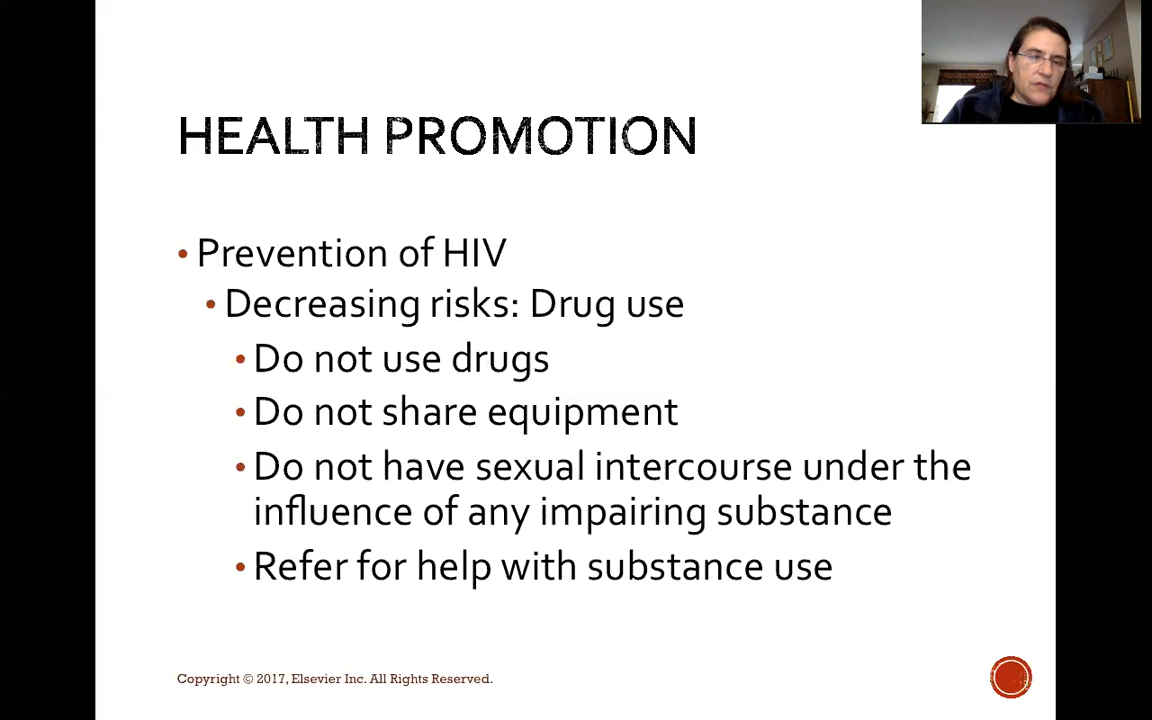 HEALTH PROMOTION
• Prevention of HIV
• Decreasing risks: Drug use
• Do not use drugs
• Do not share equipment
• Do not have sexual intercourse under the
influence of any impairing substance
• Refer for help with substance use
Copyright © 2017, Elsevier Inc. All Rights Reserved.